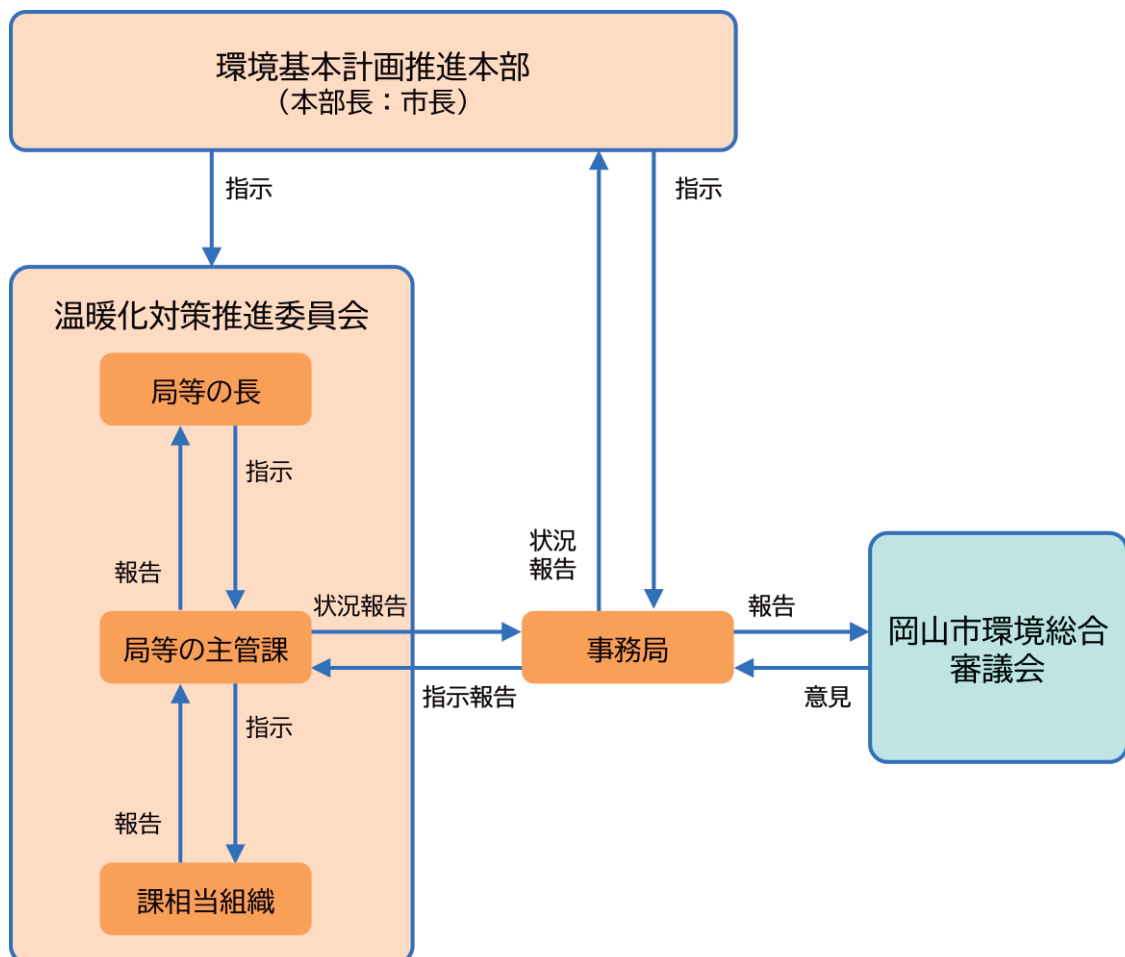 環境基本計画推進本部
（本部長：市長）
指示
指示
温暖化対策推進委員会
局等の長
指示
報告
状況
報告
局等の主管課
状況報告
指示報告
事務局
報告
意見
岡山市環境総合
審議会
指示
報告
課相当組織